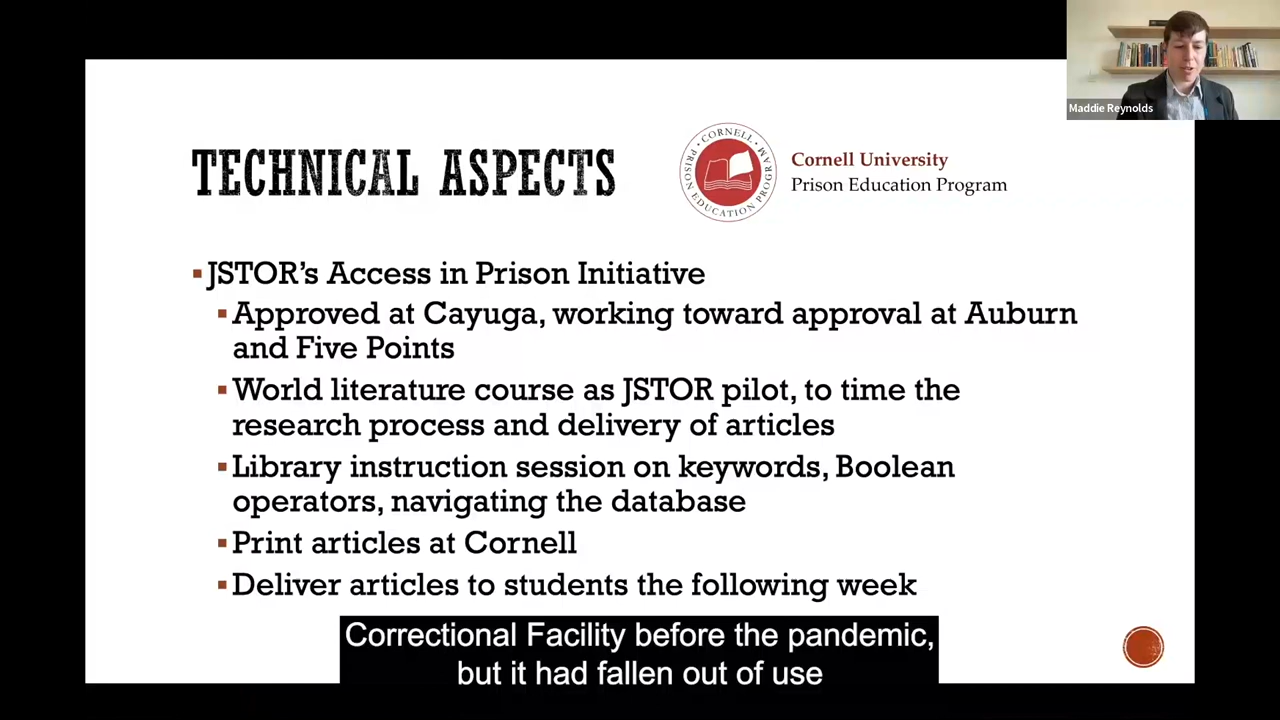 Maddie Reynolds
TECHNICAL ASPECTS
CORNELL
PRISON EDUCATION PROGRAM
Cornell University
Prison Education Program
JSTOR's Access in Prison Initiative
Approved at Cayuga, working toward approval at Auburn
and Five Points
World literature course as JSTOR pilot, to time the
research process and delivery of articles
Library instruction session on keywords, Boolean
operators, navigating the database
Print articles at Cornell
Deliver articles to students the following week
Correctional Facility before the pandemic,
but it had fallen out of use